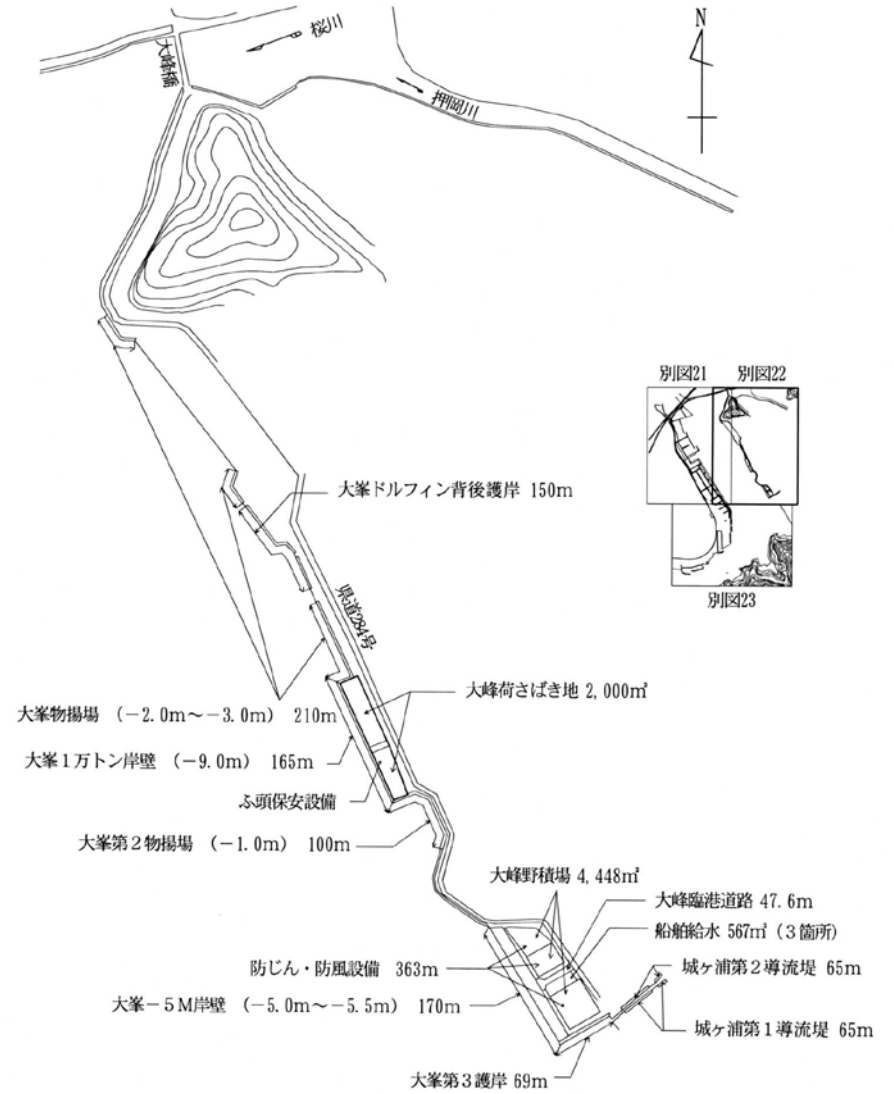 桜川
大峰橋
押岡川
N
別図21
別図22
別図23
大峯ドルフィン背後護岸 150m
県道284号
大峰荷さばき地 2,000㎡
大峯物揚場 (-2.0m～-3.0m) 210m
大峯1万トン岸壁 (-9.0m) 165m
ふ頭保安設備
大峯第2物揚場 (-1.0m) 100m
大峰野積場 4,448㎡
大峰臨港道路 47.6m
船舶給水 567㎡ (3箇所)
防じん・防風設備 363m
城ヶ浦第2導流堤 65m
大峯-5M岸壁 (-5.0m～-5.5m) 170m
城ヶ浦第1導流堤 65m
大峯第3護岸 69m